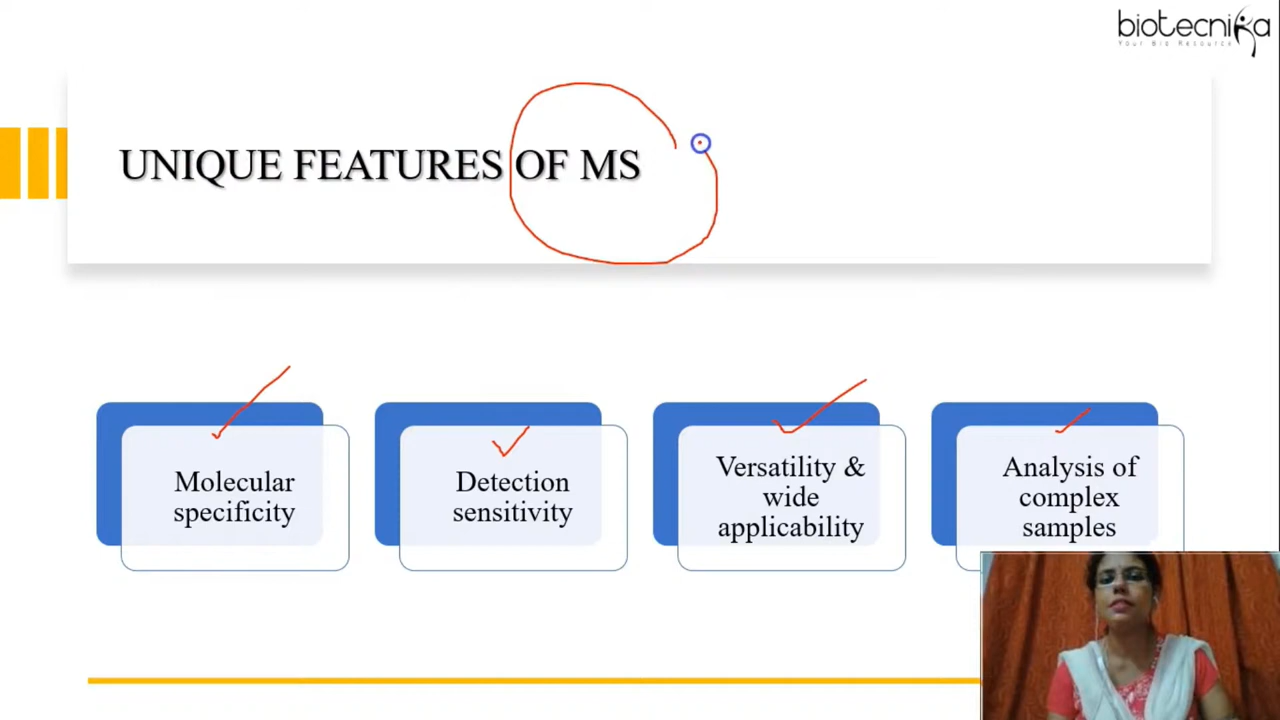 biotecnika
Your Bio Resource
UNIQUE FEATURES OF MS
Molecular
specificity
Detection
sensitivity
Versatility &
wide
applicability
Analysis of
complex
samples